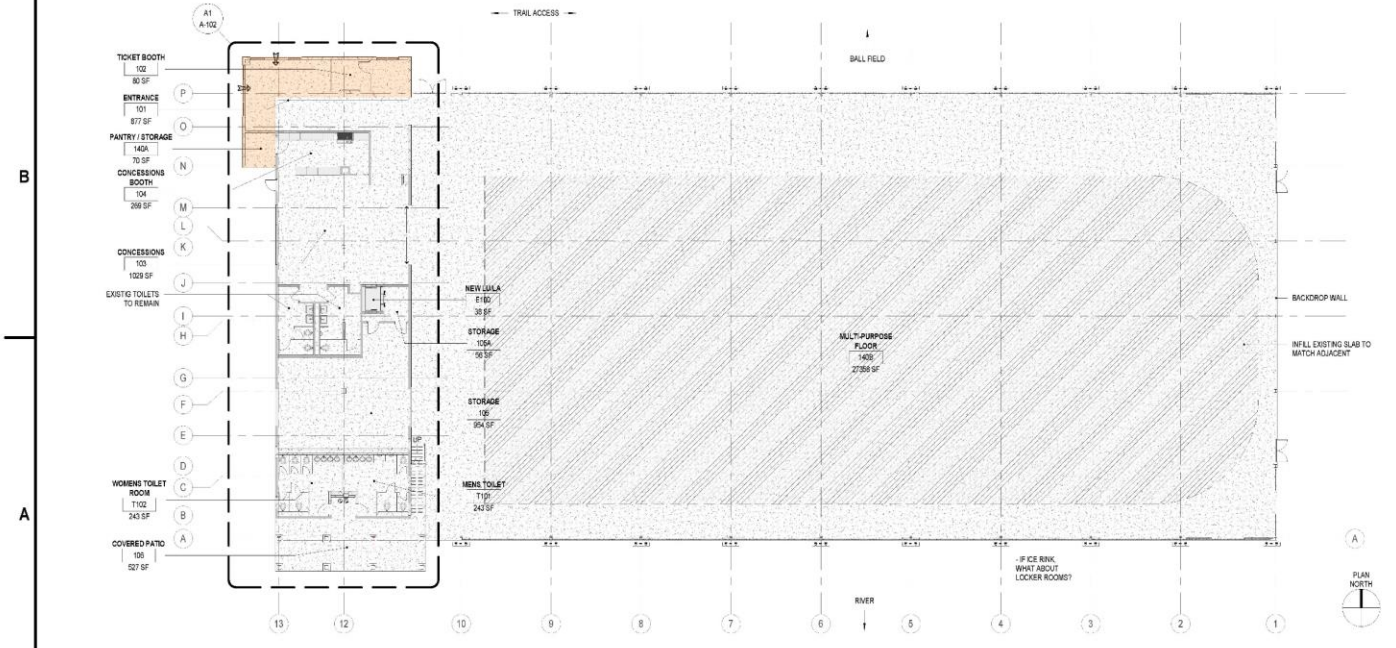 A1
A-102
TRAIL ACCESS
BALL FIELD
TICKET BOOTH
102
80 SF
P
ENTRANCE
101
877 SF
O
PANTRY / STORAGE
140A
70 SF
N
CONCESSIONS
BOOTH
104
269 SF
B
M
L
K
CONCESSIONS
103
1029 SF
J
EXISTIG TOILETS
TO REMAIN
I
H
NEW LULA
E100
38 SF
STORAGE
105A
56 SF
BACKDROP WALL
MULTI-PURPOSE
FLOOR
140B
27358 SF
INFILL EXISTING SLAB TO
MATCH ADJACENT
G
F
STORAGE
105
954 SF
E
UP
D
C
WOMENS TOILET
ROOM
T102
243 SF
MENS TOILET
T101
243 SF
A
B
A
COVERED PATIO
106
527 SF
A
- IF ICE RINK,
WHAT ABOUT
LOCKER ROOMS?
PLAN
NORTH
RIVER
13
12
10
9
8
7
6
5
4
3
2
1